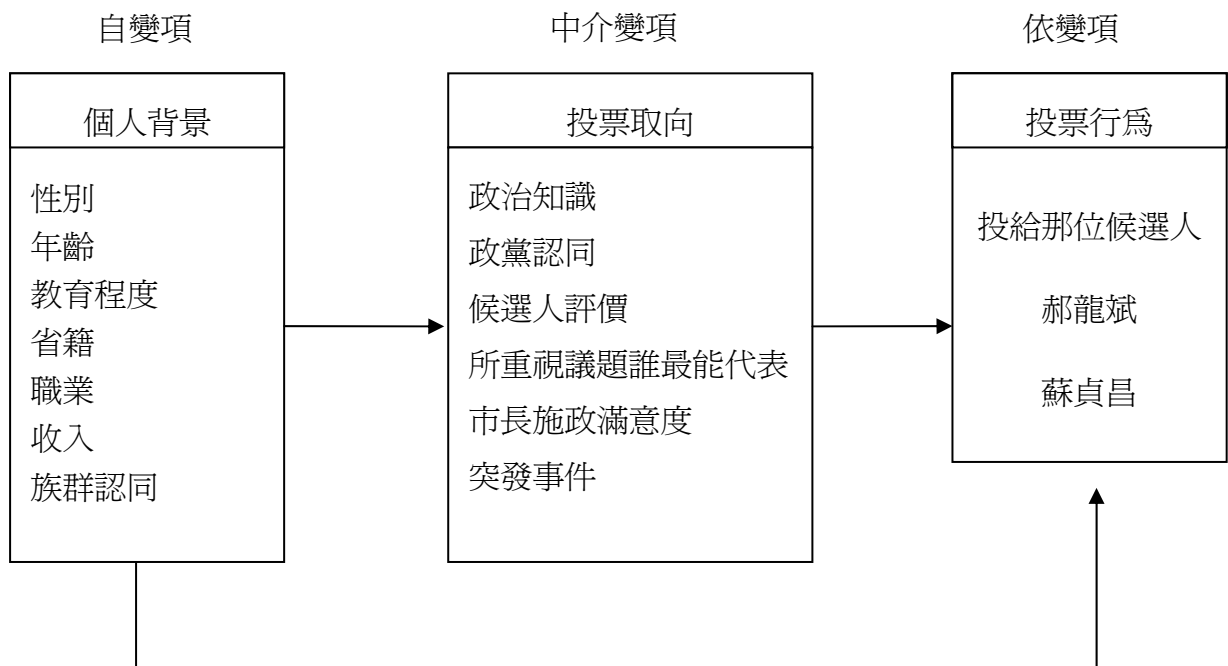 自變項
中介變項
依變項
個人背景
性別
年齡
教育程度
省籍
職業
收入
族群認同
投票取向
政治知識
政黨認同
候選人評價
所重視議題誰最能代表
市長施政滿意度
突發事件
投票行為
投給那位候選人
郝龍斌
蘇貞昌